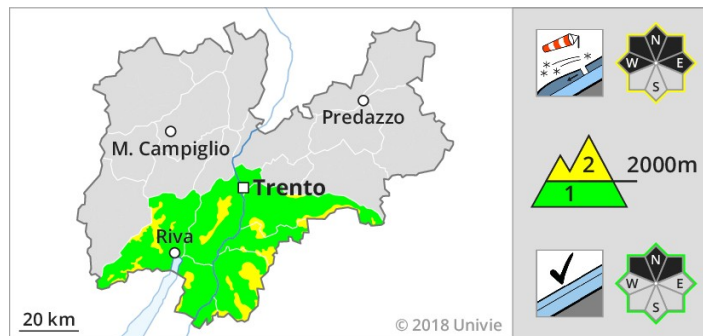 Predazzo
M. Campiglio
Trento
Riva
20 km
© 2018 Univie
N
W E
S
2 2000m
1
N
W E
S